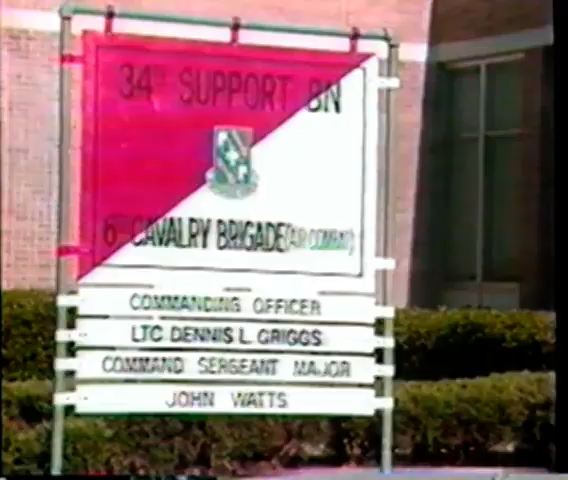 34TH SUPPORT BN
6TH CAVALRY BRIGADE (AIR COMBAT)
COMMANDING OFFICER
LTC DENNIS L. GRIGGS
COMMAND SERGEANT MAJOR
JOHN WATTS